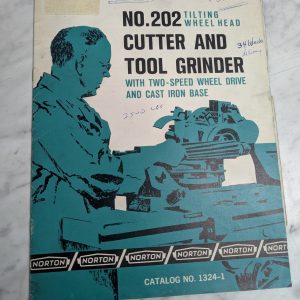 NO.202 TILTING
WHEEL HEAD
CUTTER AND
TOOL GRINDER
WITH TWO-SPEED WHEEL DRIVE
AND CAST IRON BASE
NORTON NORTON NORTON NORTON NORTON
CATALOG NO. 1324-1